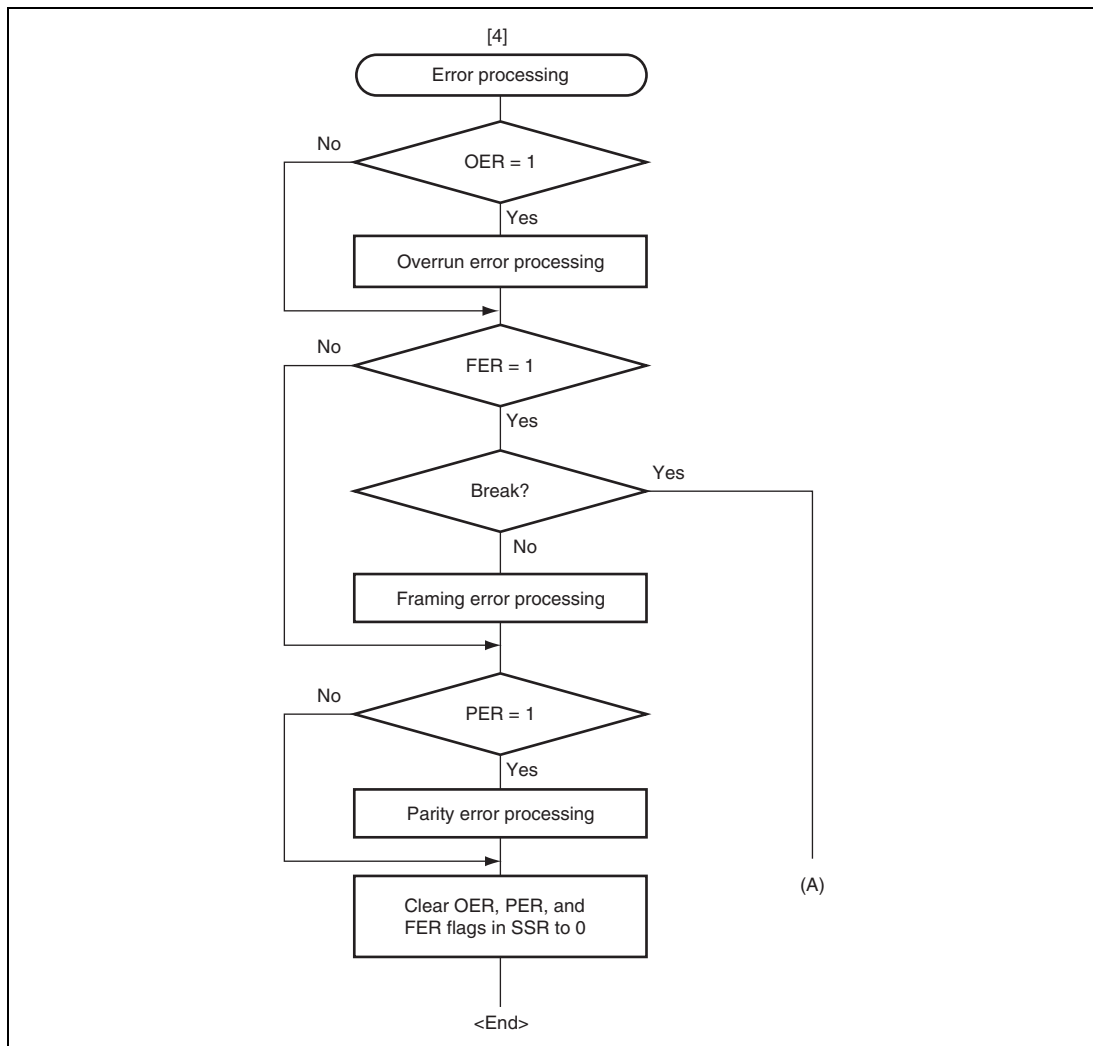 [4]
Error processing
No
OER = 1
Yes
Overrun error processing
No
FER = 1
Yes
Break?
Yes
No
Framing error processing
No
PER = 1
Yes
Parity error processing
(A)
Clear OER, PER, and
FER flags in SSR to 0
<End>